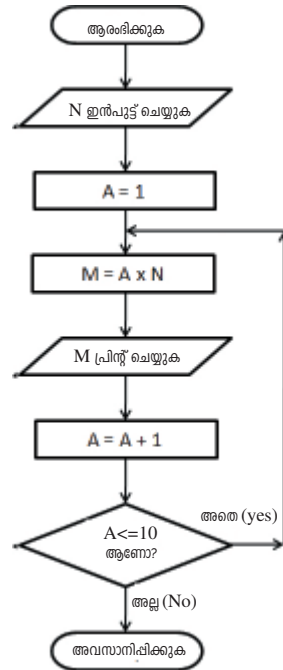 ആരംഭിക്കുക
N ഇൻപുട്ട് ചെയ്യുക
A = 1
M = A x N
M പ്രിന്റ് ചെയ്യുക
A = A + 1
A<=10
ആണോ?
അതെ (yes)
അല്ല (No)
അവസാനിപ്പിക്കുക